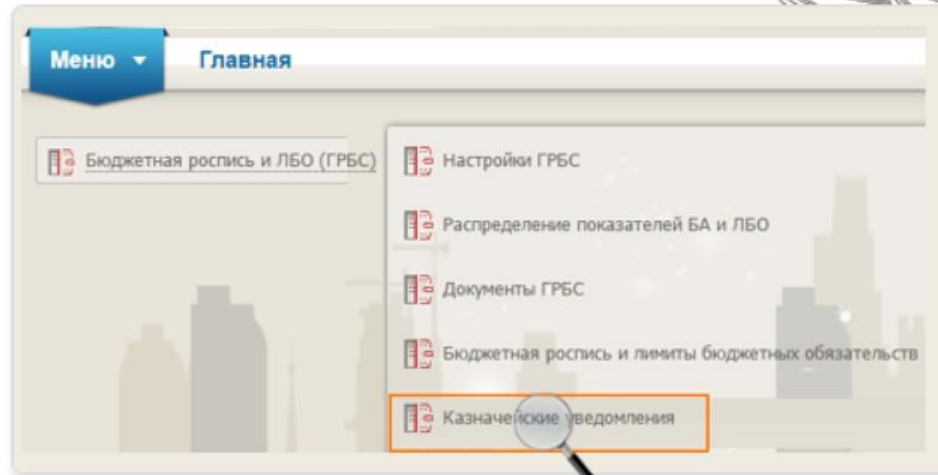 Меню Главная
Бюджетная роспись и ЛБО (ГРБС)
Настройки ГРБС
Распределение показателей БА и ЛБО
Документы ГРБС
Бюджетная роспись и лимиты бюджетных обязательств
Казначейские уведомления